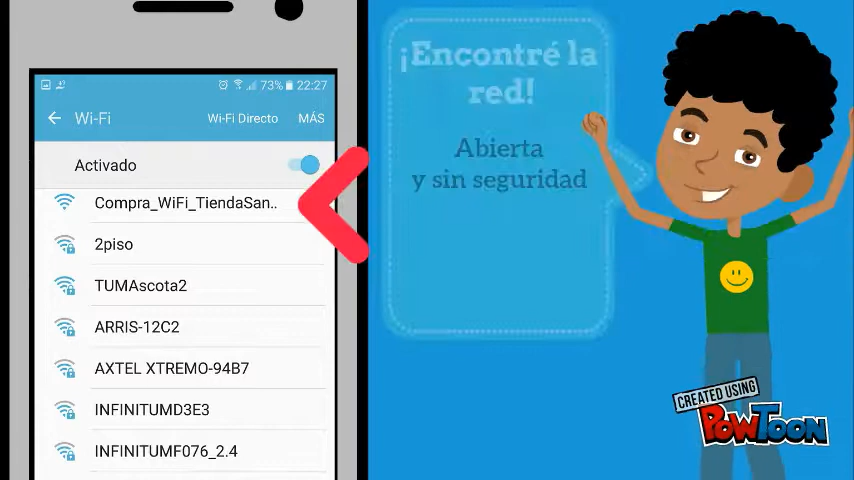 73% 22:27
Wi-Fi
Wi-Fi Directo
MÁS
Activado
Compra_WiFi_TiendaSan..
2piso
TUMAscota2
ARRIS-12C2
AXTEL XTREMO-94B7
INFINITUMD3E3
INFINITUMF076_2.4
¡Encontré la
red!
Abierta
y sin seguridad
CREATED USING
POWTOON